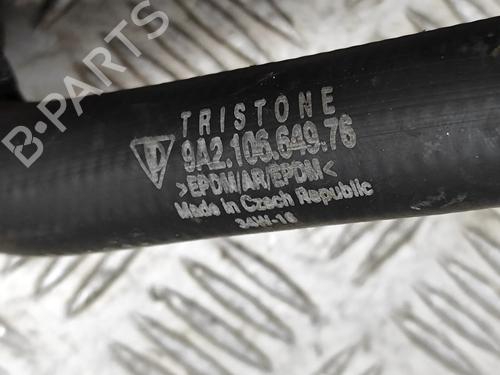 B-PARTS
TRISTONE
9A2.106.649.76
>EPDM/AR/EPDM<
Made in Czech Republic
34W-16